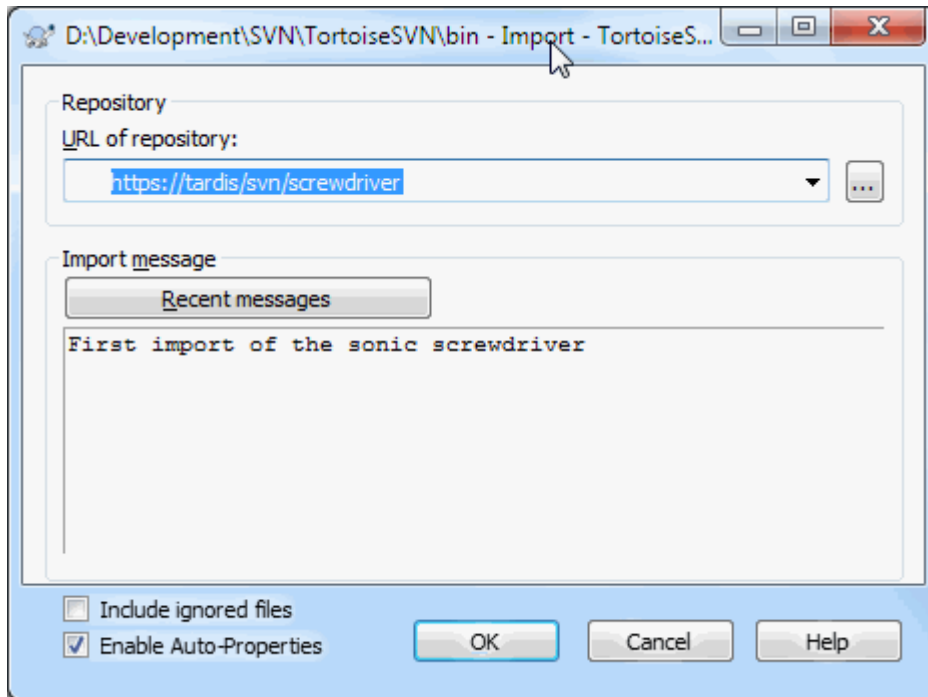 D:\Development\SVN\TortoiseSVN\bin - Import - TortoiseS...
Repository
URL of repository:
https://tardis/svn/screwdriver
...
Import message
Recent messages
First import of the sonic screwdriver
Include ignored files
Enable Auto-Properties
OK
Cancel
Help